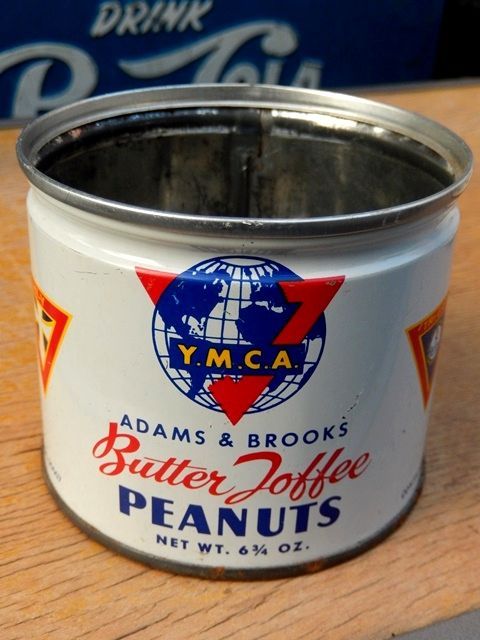 DRINK
Y.M.C.A.
ADAMS & BROOKS
Butter Toffee
PEANUTS
NET WT. 6¾ OZ.